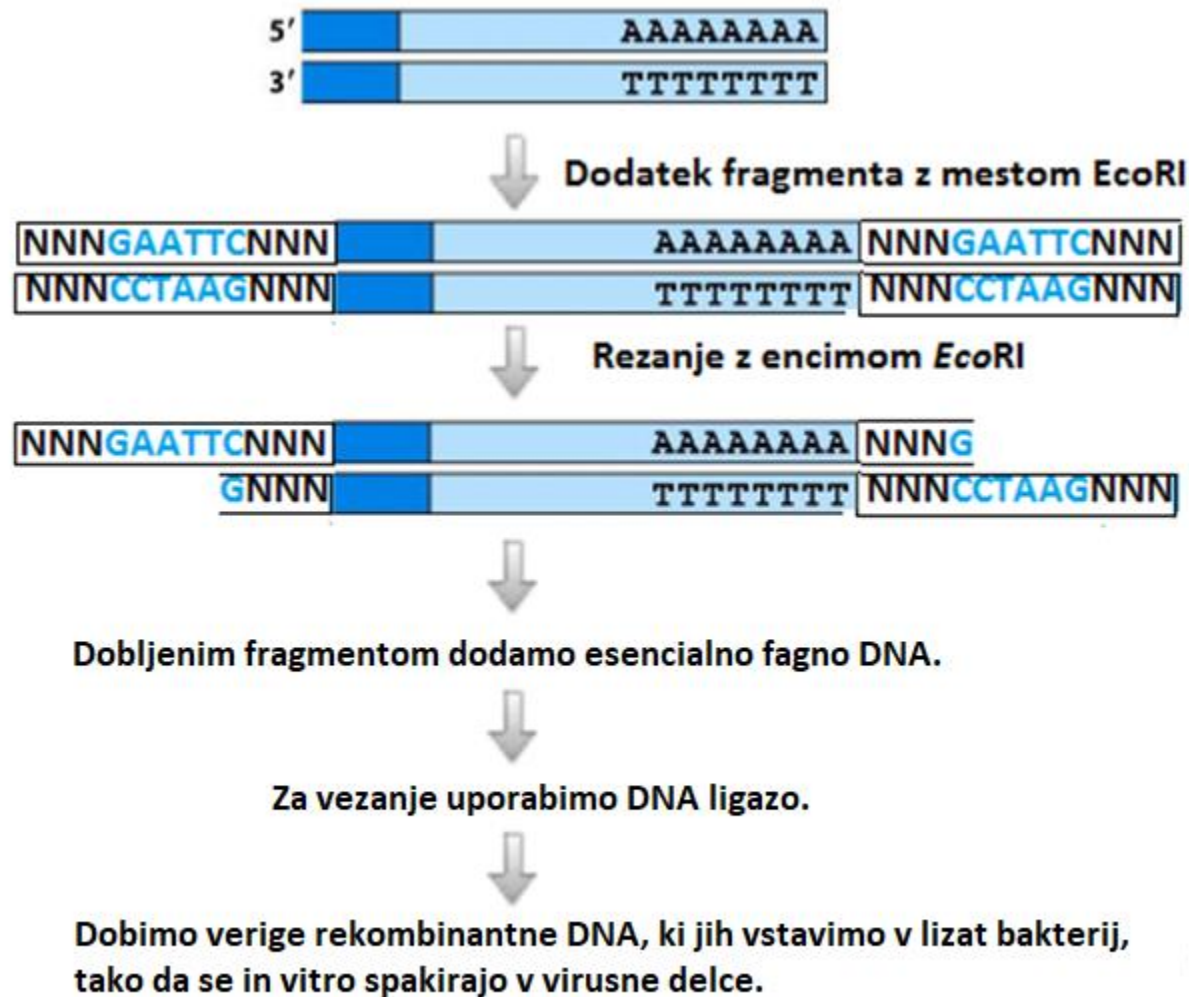 5′ AAAAAAAA
3′ TTTTTTTT
Dodatek fragmenta z mestom EcoRI
NNNGAATTCNNN AAAAAAAA NNNGAATTCNNN
NNNCCTAAGNNN TTTTTTTT NNNCCTAAGNNN
Rezanje z encimom EcoRI
NNNGAATTCNNN AAAAAAAA NNNG
GNNN TTTTTTTT NNNCCTAAGNNN
Dobljenim fragmentom dodamo esencialno fagno DNA.
Za vezanje uporabimo DNA ligazo.
Dobimo verige rekombinantne DNA, ki jih vstavimo v lizat bakterij,
tako da se in vitro spakirajo v virusne delce.